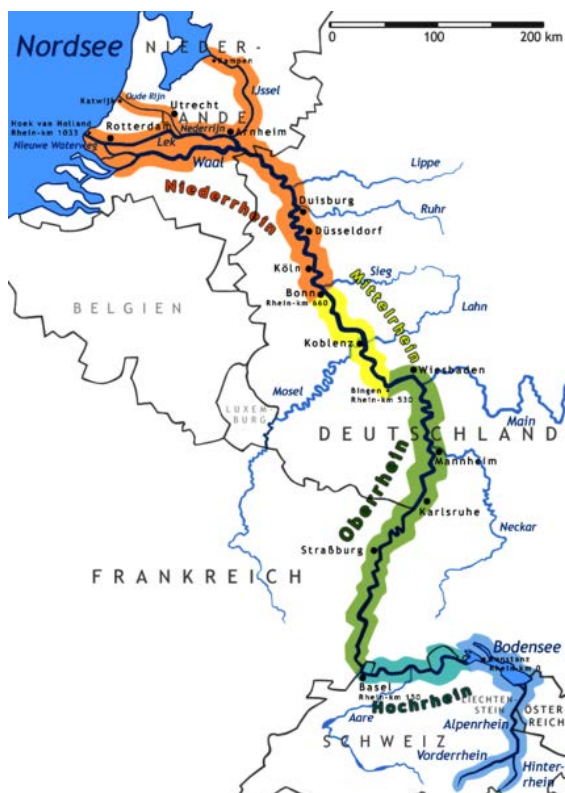 Nordsee
NIEDER-
LANDE
0 100 200 km
Kampen
IJssel
Katwijk
Oude Rijn
Utrecht
Hoek van Holland
Rhein-km 1033
Rotterdam
Nederrijn
Arnheim
Nieuwe Waterweg
Lek
Waal
Lippe
Niederrhein
Duisburg
Ruhr
Düsseldorf
Köln
Sieg
Bonn
Rhein-km 660
Mittelrhein
BELGIEN
Lahn
Koblenz
Wiesbaden
Mosel
Bingen
Rhein-km 530
LUXEM-
BURG
Main
DEUTSCHLAND
Mannheim
Oberrhein
Karlsruhe
Neckar
Straßburg
FRANKREICH
Bodensee
Konstanz
Rhein-km 0
Basel
Rhein-km 150
Hochrhein
LIECHTEN-
STEIN
ÖSTER-
REICH
Aare
Alpenrhein
SCHWEIZ
Vorderrhein
Hinter-
rhein